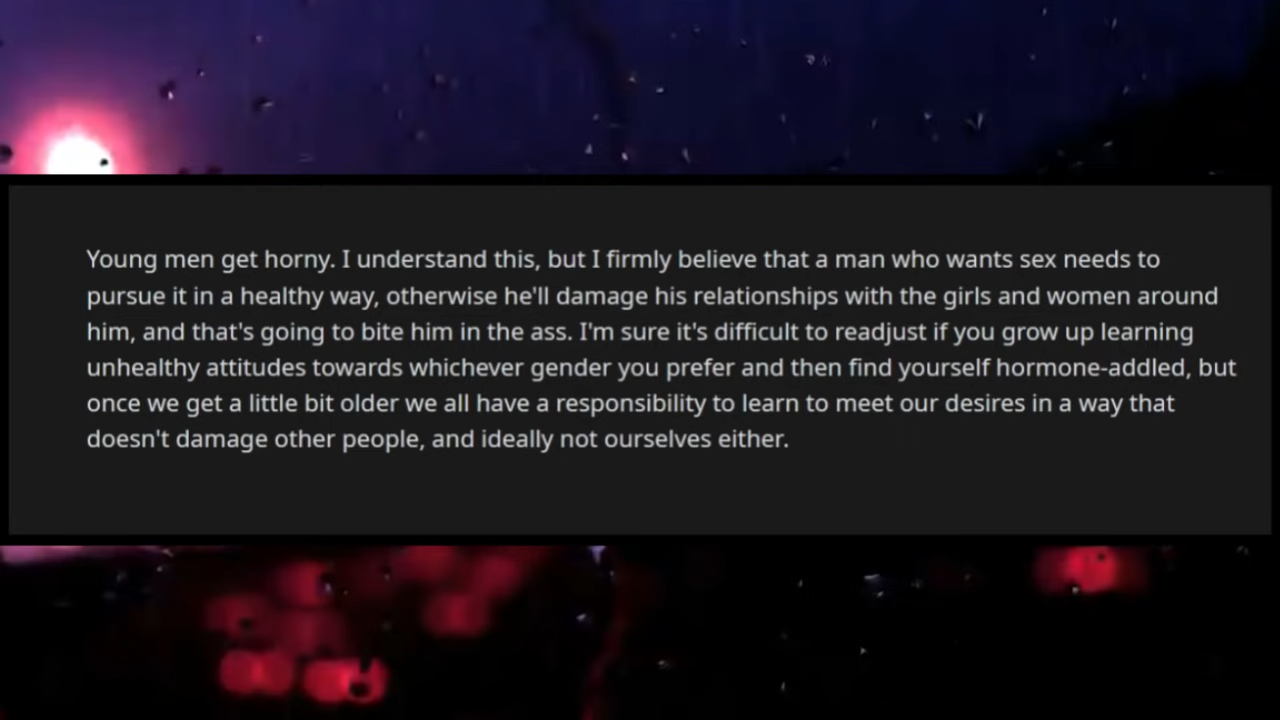 Young men get horny. I understand this, but I firmly believe that a man who wants sex needs to
pursue it in a healthy way, otherwise he'll damage his relationships with the girls and women around
him, and that's going to bite him in the ass. I'm sure it's difficult to readjust if you grow up learning
unhealthy attitudes towards whichever gender you prefer and then find yourself hormone-addled, but
once we get a little bit older we all have a responsibility to learn to meet our desires in a way that
doesn't damage other people, and ideally not ourselves either.